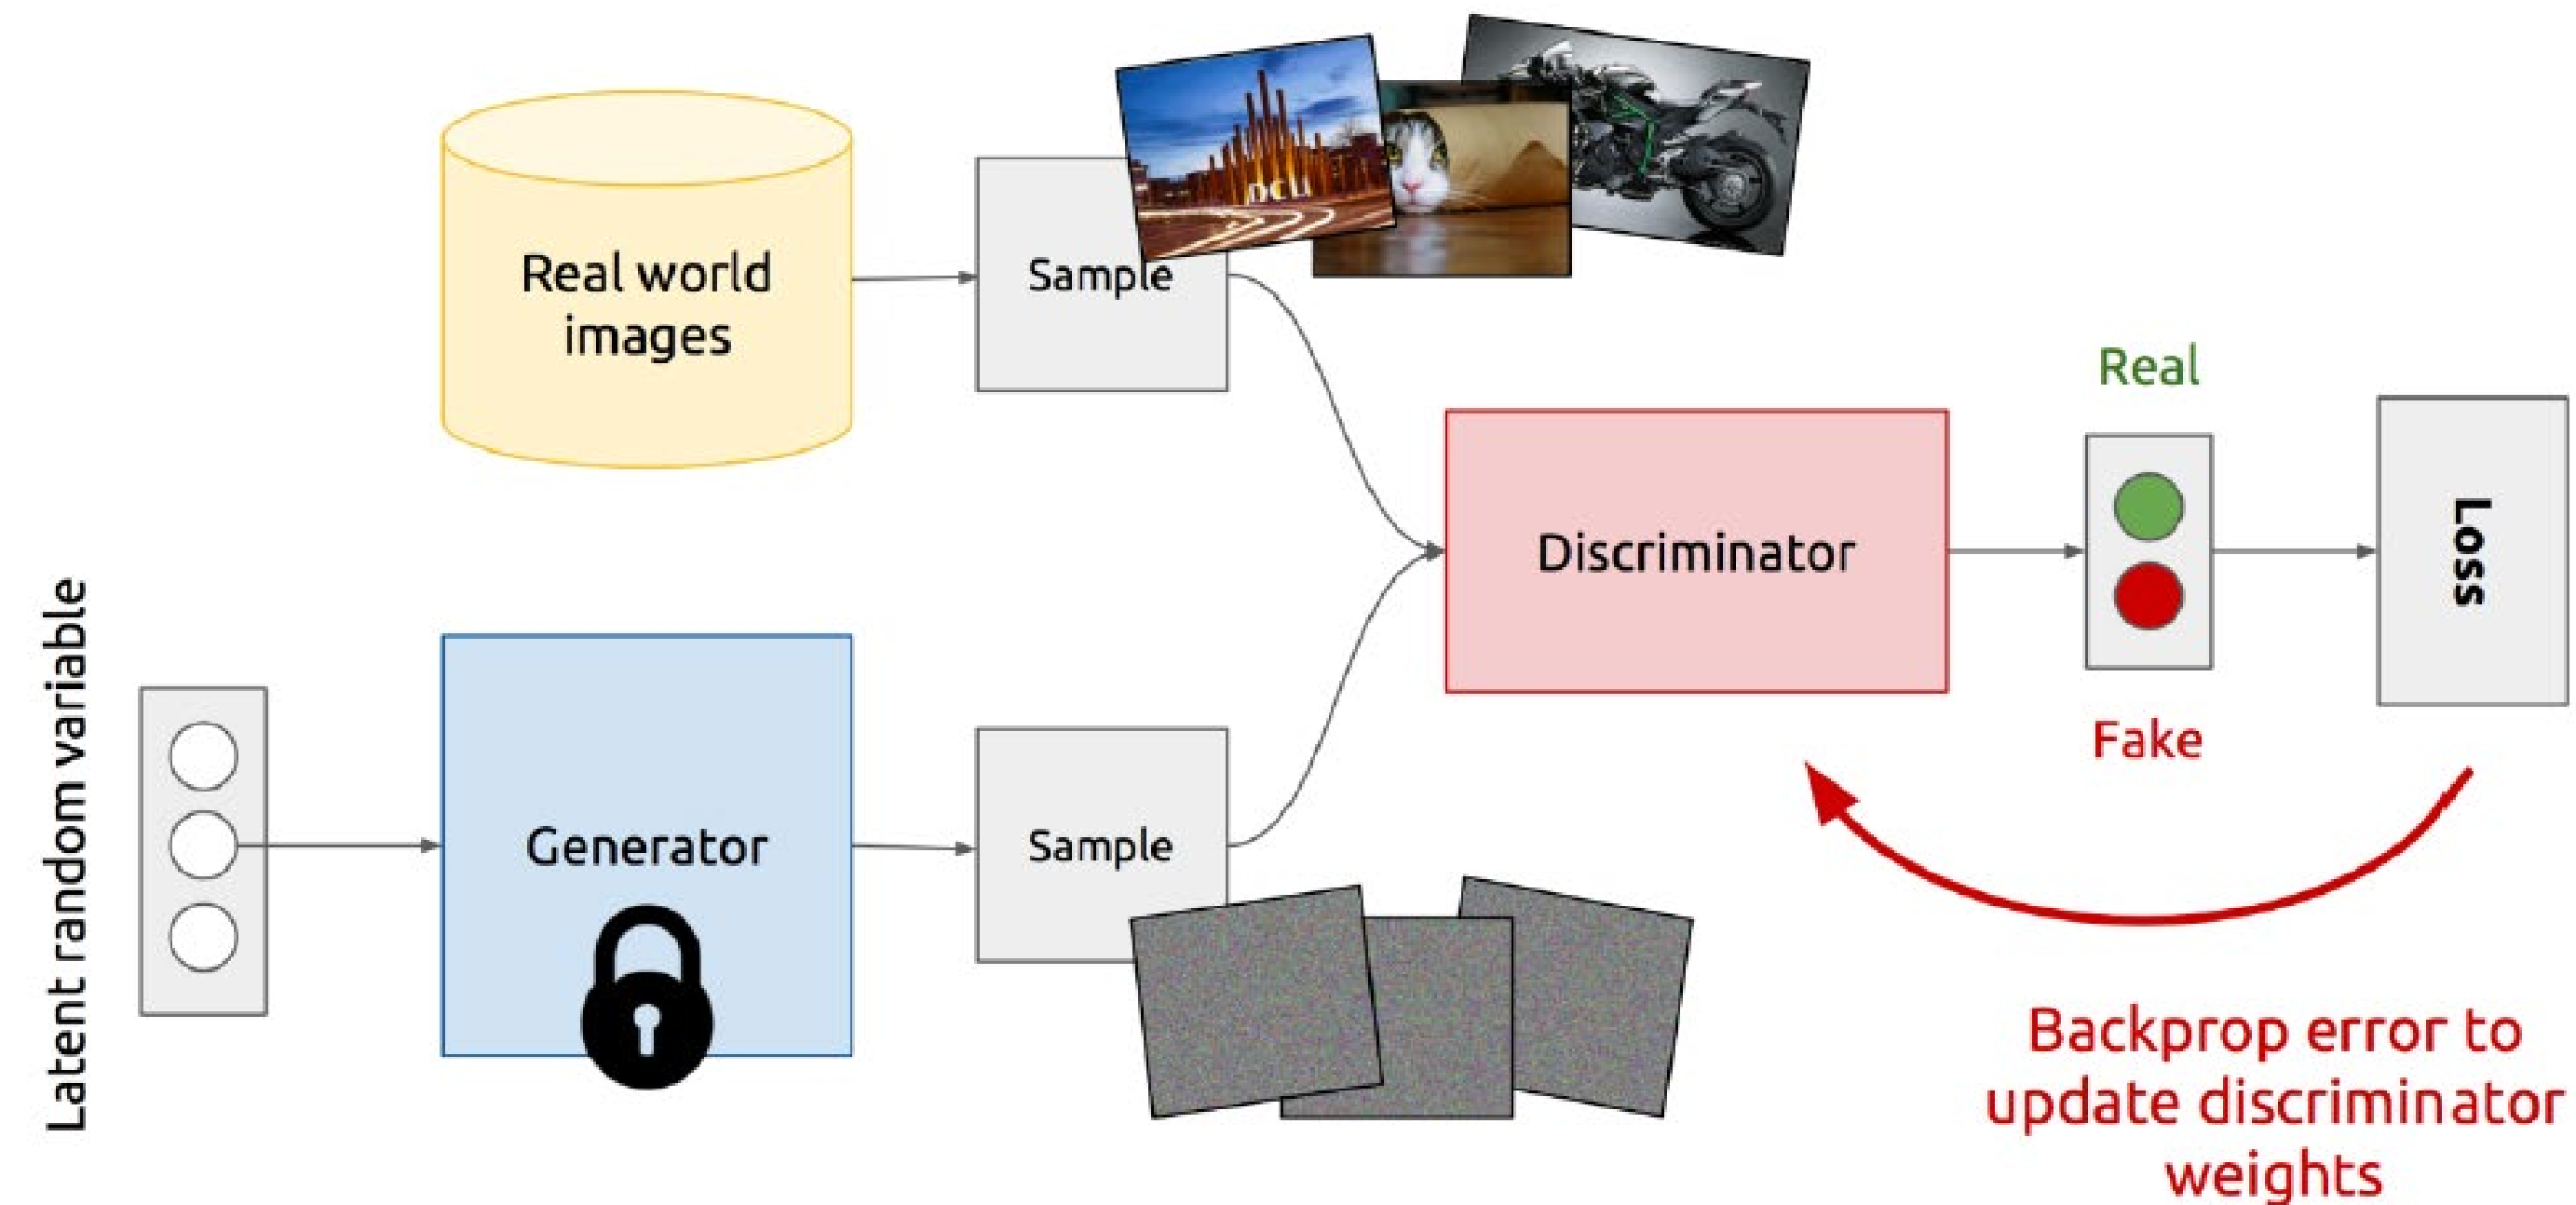 Real world
images
Sample
DCU
Real
Discriminator
Loss
Fake
Latent random variable
Generator
Sample
Backprop error to
update discriminator
weights